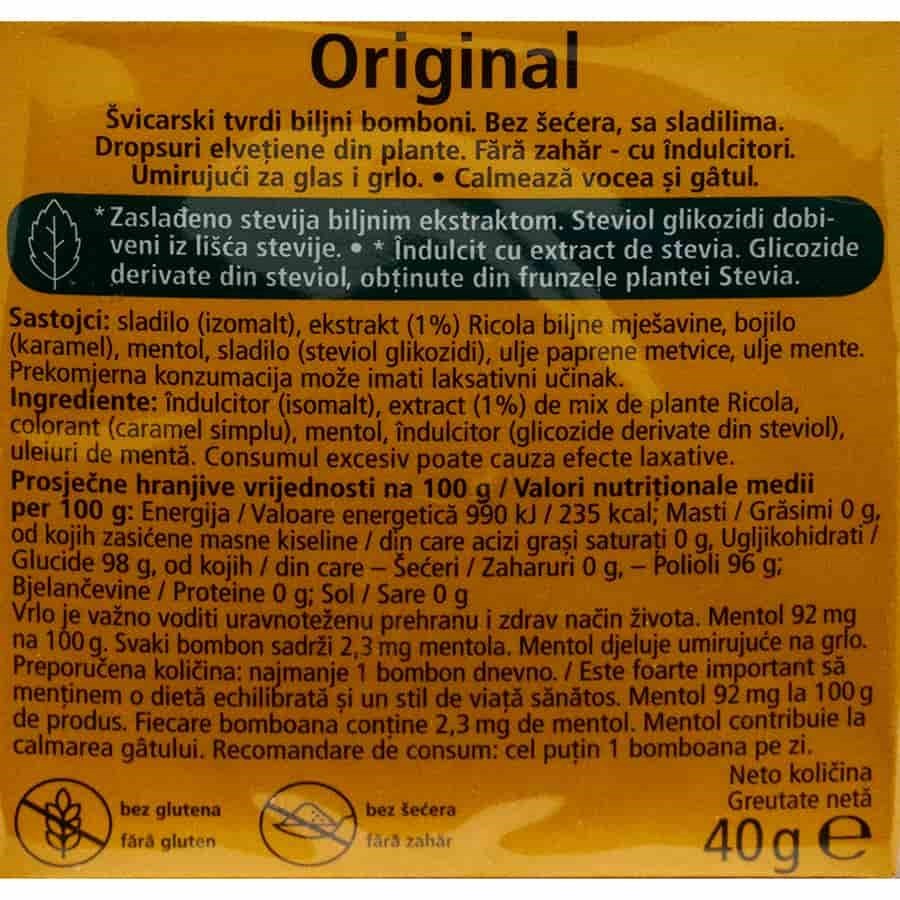 Original
Švicarski tvrdi biljni bomboni. Bez šećera, sa sladilima.
Dropsuri elvețiene din plante. Fără zahăr - cu îndulcitori.
Umirujući za glas i grlo. • Calmează vocea și gâtul.
* Zaslađeno stevija biljnim ekstraktom. Steviol glikozidi dobi-
veni iz lišća stevije. • * Îndulcit cu extract de stevia. Glicozide
derivate din steviol, obținute din frunzele plantei Stevia.
Sastojci: sladilo (izomalt), ekstrakt (1%) Ricola biljne mješavine, bojilo
(karamel), mentol, sladilo (steviol glikozidi), ulje paprene metvice, ulje mente.
Prekomjerna konzumacija može imati laksativni učinak.
Ingrediente: îndulcitor (isomalt), extract (1%) de mix de plante Ricola,
colorant (caramel simplu), mentol, îndulcitor (glicozide derivate din steviol),
uleiuri de mentă. Consumul excesiv poate cauza efecte laxative.
Prosječne hranjive vrijednosti na 100 g / Valori nutriționale medii
per 100 g: Energija / Valoare energetică 990 kJ / 235 kcal; Masti / Grăsimi 0 g,
od kojih zasićene masne kiseline / din care acizi grași saturați 0 g, Ugljikohidrati /
Glucide 98 g, od kojih / din care – Šećeri / Zaharuri 0 g, – Polioli 96 g;
Bjelančevine / Proteine 0 g; Sol / Sare 0 g
Vrlo je važno voditi uravnoteženu prehranu i zdrav način života. Mentol 92 mg
na 100 g. Svaki bombon sadrži 2,3 mg mentola. Mentol djeluje umirujuće na grlo.
Preporučena količina: najmanje 1 bombon dnevno. / Este foarte important să
menținem o dietă echilibrată și un stil de viață sănătos. Mentol 92 mg la 100 g
de produs. Fiecare bomboana conține 2,3 mg de mentol. Mentol contribuie la
calmarea gâtului. Recomandare de consum: cel puțin 1 bomboana pe zi.
Neto količina
Greutate netă
40 g e
bez glutena
fără gluten
bez šećera
fără zahăr